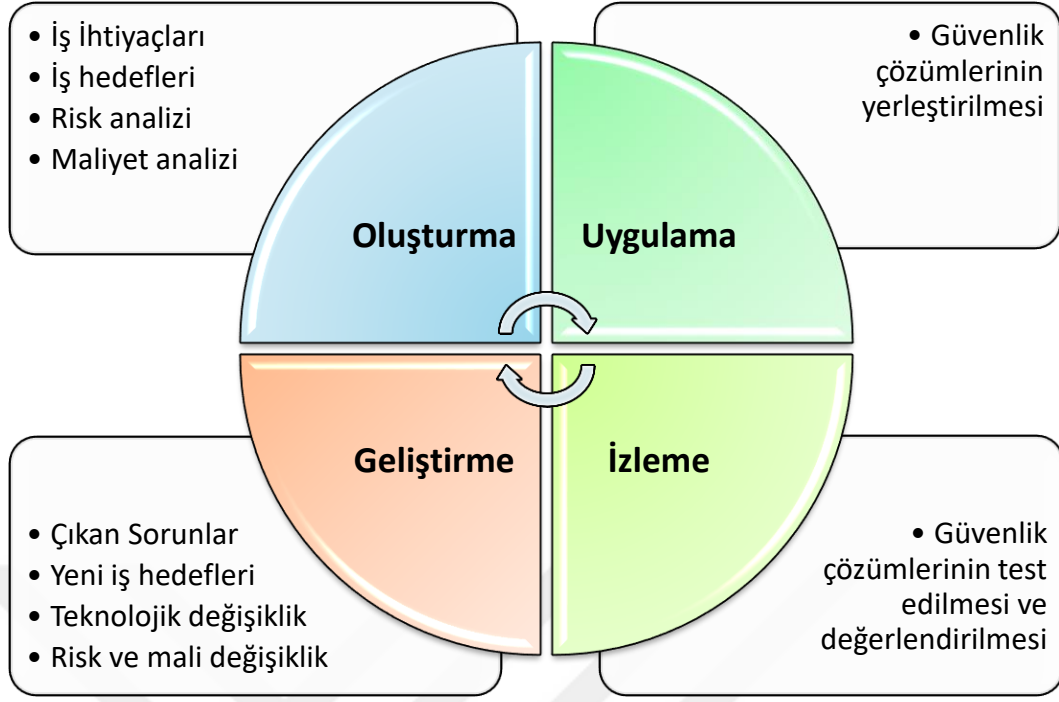 • İş İhtiyaçları
• İş hedefleri
• Risk analizi
• Maliyet analizi
• Güvenlik
çözümlerinin
yerleştirilmesi
Oluşturma
Uygulama
Geliştirme
İzleme
• Çıkan Sorunlar
• Yeni iş hedefleri
• Teknolojik değişiklik
• Risk ve mali değişiklik
• Güvenlik
çözümlerinin test
edilmesi ve
değerlendirilmesi